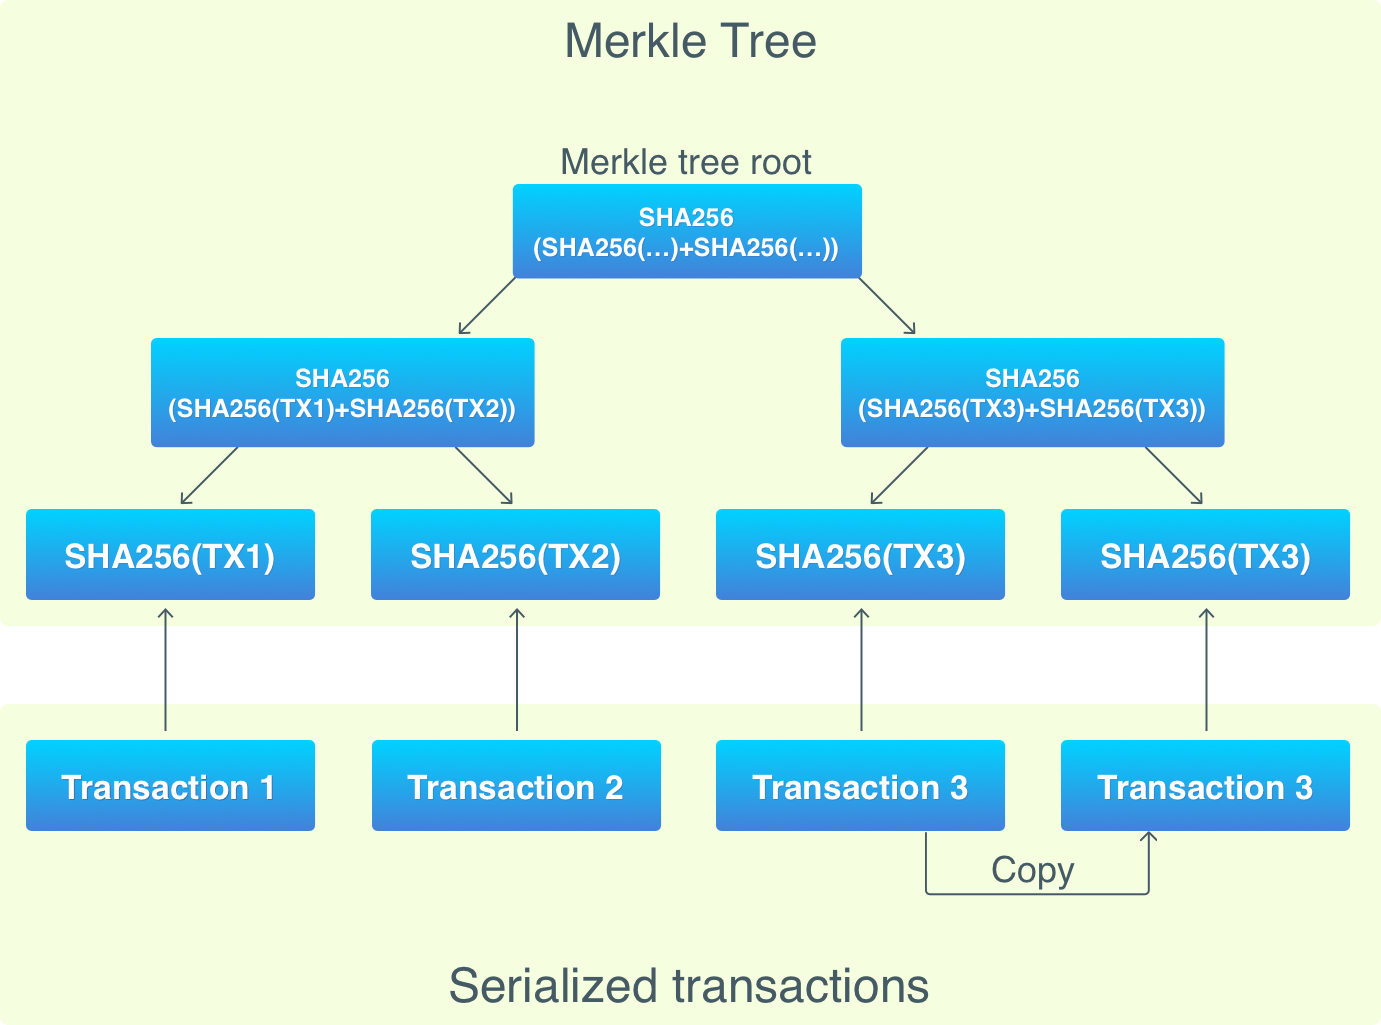 Merkle Tree
Merkle tree root
SHA256
(SHA256(...)+SHA256(...))
SHA256
(SHA256(TX1)+SHA256(TX2))
SHA256
(SHA256(TX3)+SHA256(TX3))
SHA256(TX1)
SHA256(TX2)
SHA256(TX3)
SHA256(TX3)
Transaction 1
Transaction 2
Transaction 3
Transaction 3
Copy
Serialized transactions